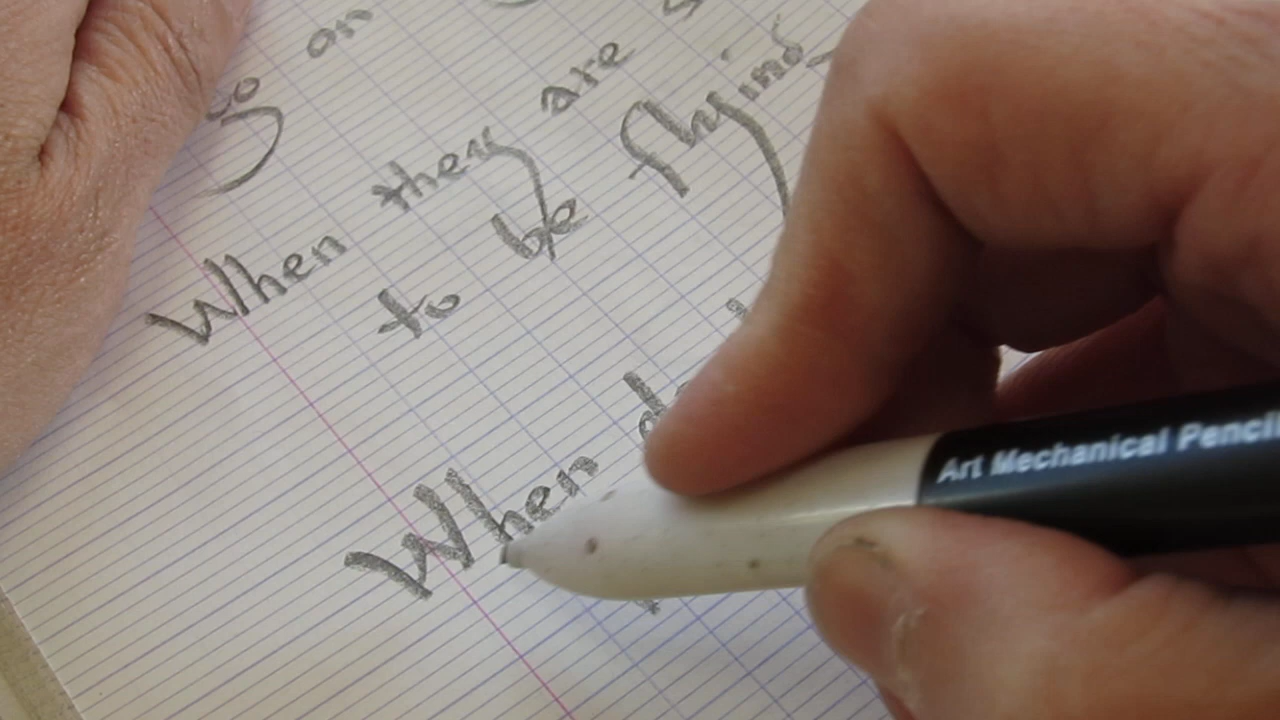 go on
When they are
to be flying
When
Art Mechanical Pencil